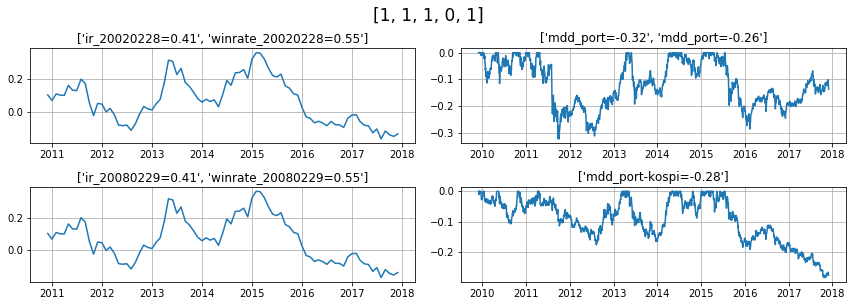 [1, 1, 1, 0, 1]
['ir_20020228=0.41', 'winrate_20020228=0.55']
0.2
0.0
2011 2012 2013 2014 2015 2016 2017 2018
['mdd_port=-0.32', 'mdd_port=-0.26']
0.0
−0.1
−0.2
−0.3
2010 2011 2012 2013 2014 2015 2016 2017 2018
['ir_20080229=0.41', 'winrate_20080229=0.55']
0.2
0.0
2011 2012 2013 2014 2015 2016 2017 2018
['mdd_port-kospi=-0.28']
0.0
−0.1
−0.2
2010 2011 2012 2013 2014 2015 2016 2017 2018